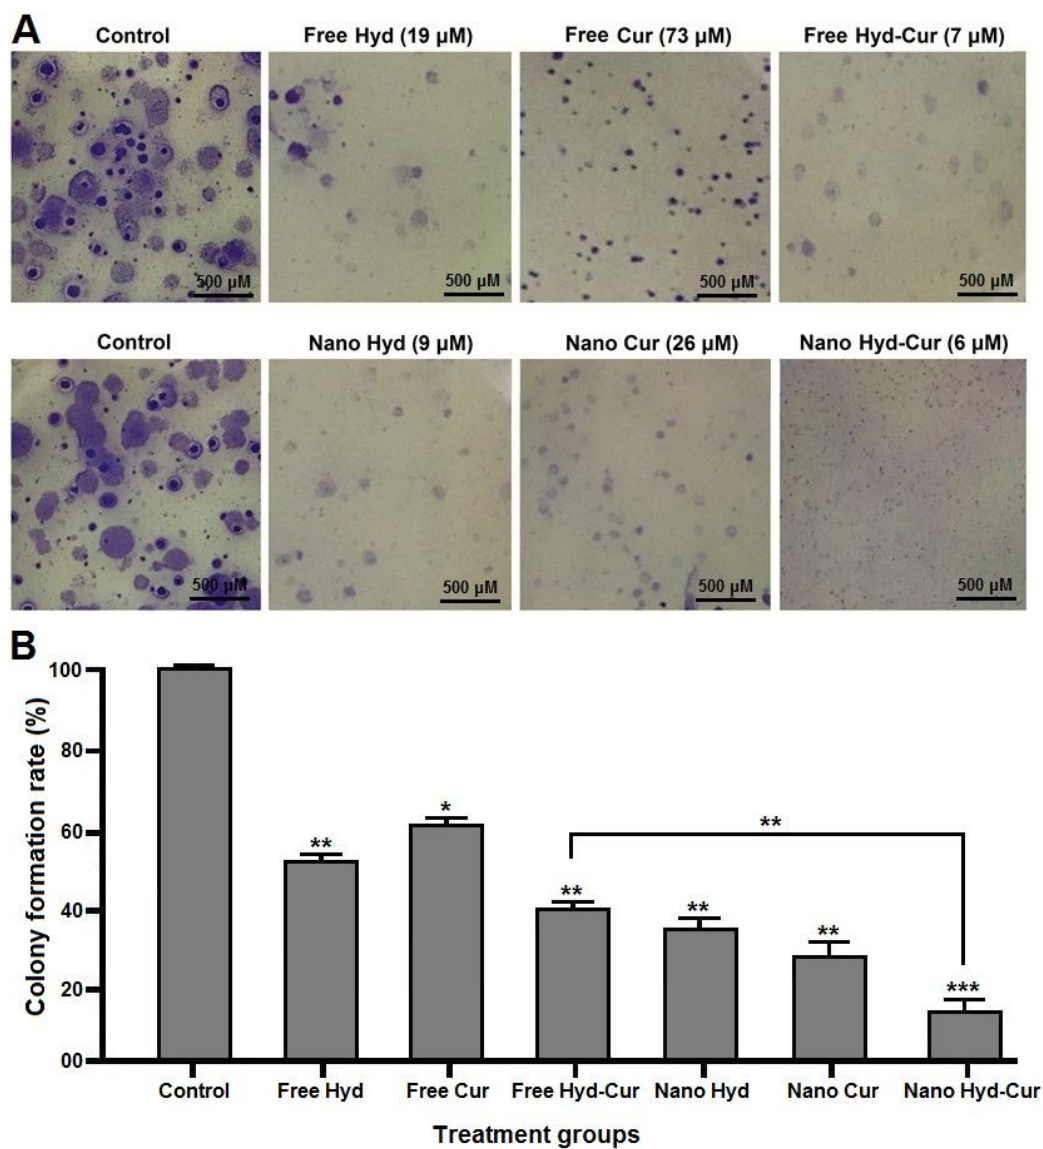 A
Control Free Hyd (19 µM) Free Cur (73 µM) Free Hyd-Cur (7 µM)
500 µM 500 µM 500 µM 500 µM
Control Nano Hyd (9 µM) Nano Cur (26 µM) Nano Hyd-Cur (6 µM)
500 µM 500 µM 500 µM 500 µM
B
Colony formation rate (%)
100
80
60
40
20
00
** * ** ** ** *** **
Control Free Hyd Free Cur Free Hyd-Cur Nano Hyd Nano Cur Nano Hyd-Cur
Treatment groups